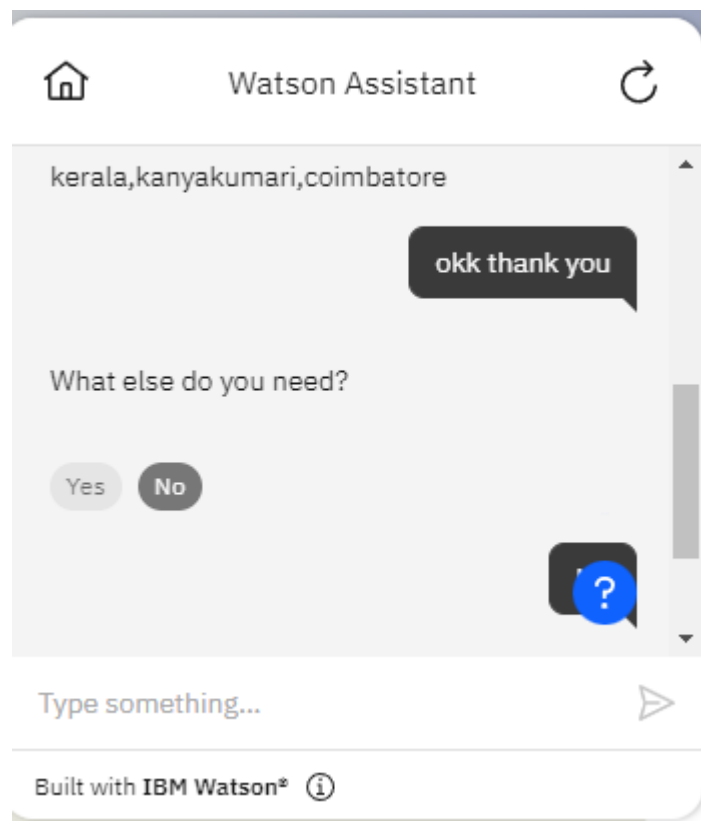 Watson Assistant
kerala,kanyakumari,coimbatore
okk thank you
What else do you need?
Yes No
?
Type something...
Built with IBM Watson®